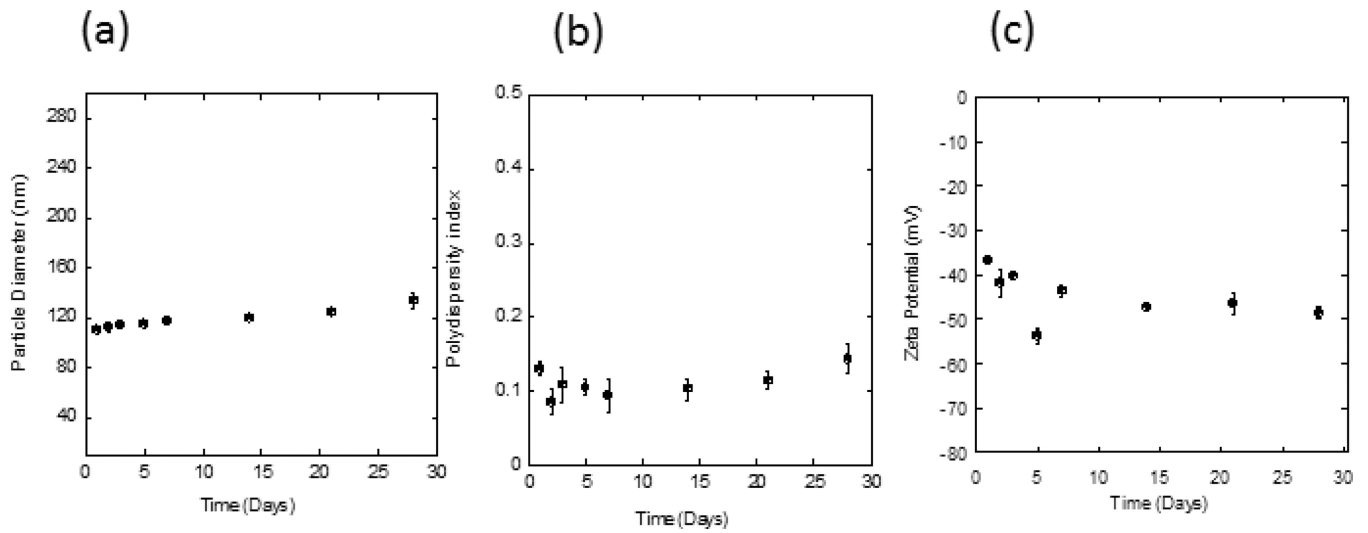 (a)
(b)
(c)
Particle Diameter (nm)
280
240
200
160
120
80
40
0 5 10 15 20 25 30
Time (Days)
Polydispersity index
0.5
0.4
0.3
0.2
0.1
0
0 5 10 15 20 25 30
Time (Days)
Zeta Potential (mV)
0
-10
-20
-30
-40
-50
-60
-70
-80
0 5 10 15 20 25 30
Time (Days)